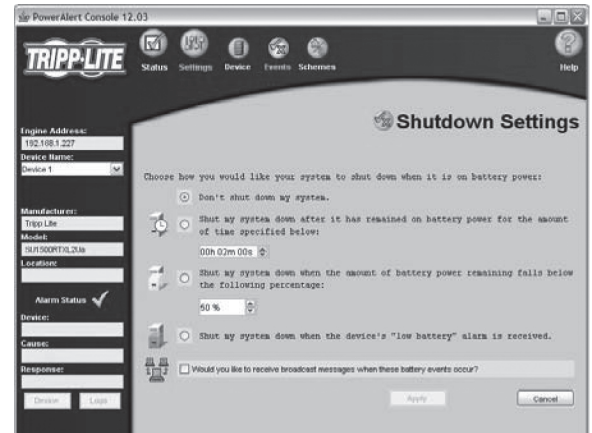 PowerAlert Console 12.03
TRIPP·LITE
Status Settings Device Events Schemes
Help
Shutdown Settings
Engine Address:
192.168.1.227
Device Name:
Device 1
Manufacturer:
Tripp Lite
Model:
SU1500RTXL2Ua
Location:
Alarm Status
Device:
Cause:
Response:
Device Logs
Choose how you would like your system to shut down when it is on battery power:
Don't shut down my system.
Shut my system down after it has remained on battery power for the amount
of time specified below:
00h 02m 00s
Shut my system down when the amount of battery power remaining falls below
the following percentage:
50 %
Shut my system down when the device's "low battery" alarm is received.
Would you like to receive broadcast messages when these battery events occur?
Apply
Cancel